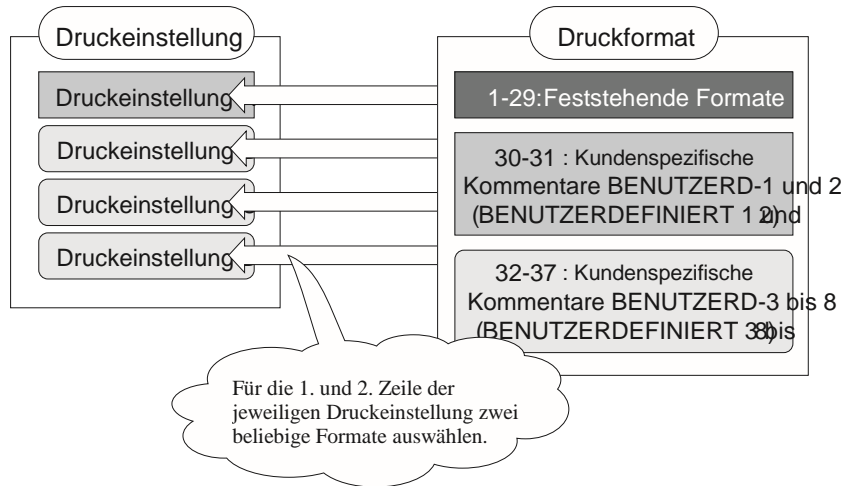 Druckeinstellung
Druckeinstellung
Druckeinstellung
Druckeinstellung
Druckeinstellung
Druckformat
1-29:Feststehende Formate
30-31 : Kundenspezifische
Kommentare BENUTZERD-1 und 2
(BENUTZERDEFINIERT 1 und 2)
32-37 : Kundenspezifische
Kommentare BENUTZERD-3 bis 8
(BENUTZERDEFINIERT 3 bis 8)
Für die 1. und 2. Zeile der
jeweiligen Druckeinstellung zwei
beliebige Formate auswählen.